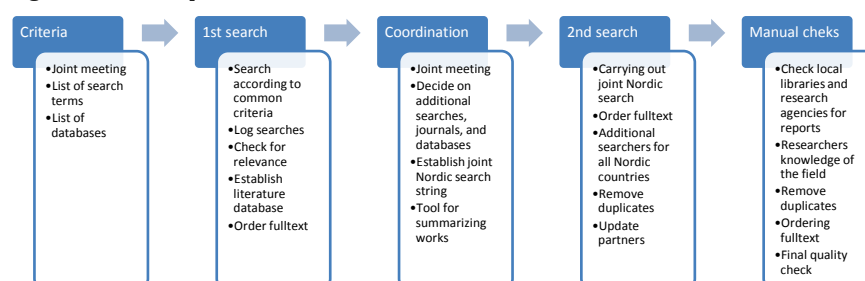 Criteria
•Joint meeting
•List of search
terms
•List of
databases
1st search
•Search
according to
common
criteria
•Log searches
•Check for
relevance
•Establish
literature
database
•Order fulltext
Coordination
•Joint meeting
•Decide on
additional
searches,
journals, and
databases
•Establish joint
Nordic search
string
•Tool for
summarizing
works
2nd search
•Carrying out
joint Nordic
search
•Order fulltext
•Additional
searchers for
all Nordic
countries
•Remove
duplicates
•Update
partners
Manual cheks
•Check local
libraries and
research
agencies for
reports
•Researchers
knowledge of
the field
•Remove
duplicates
•Ordering
fulltext
•Final quality
check